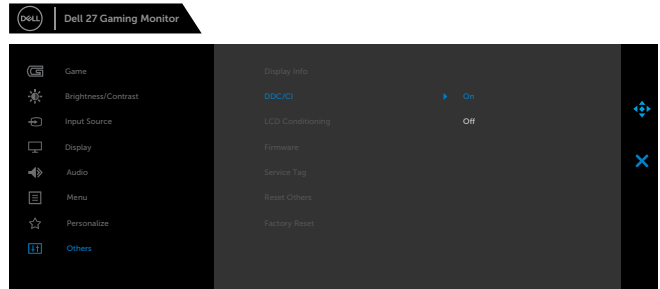 DELL
Dell 27 Gaming Monitor
Game
Display Info
Brightness/Contrast
DDC/CI
On
Input Source
LCD Conditioning
Off
Display
Firmware
Audio
Service Tag
Menu
Reset Others
Personalize
Factory Reset
Others